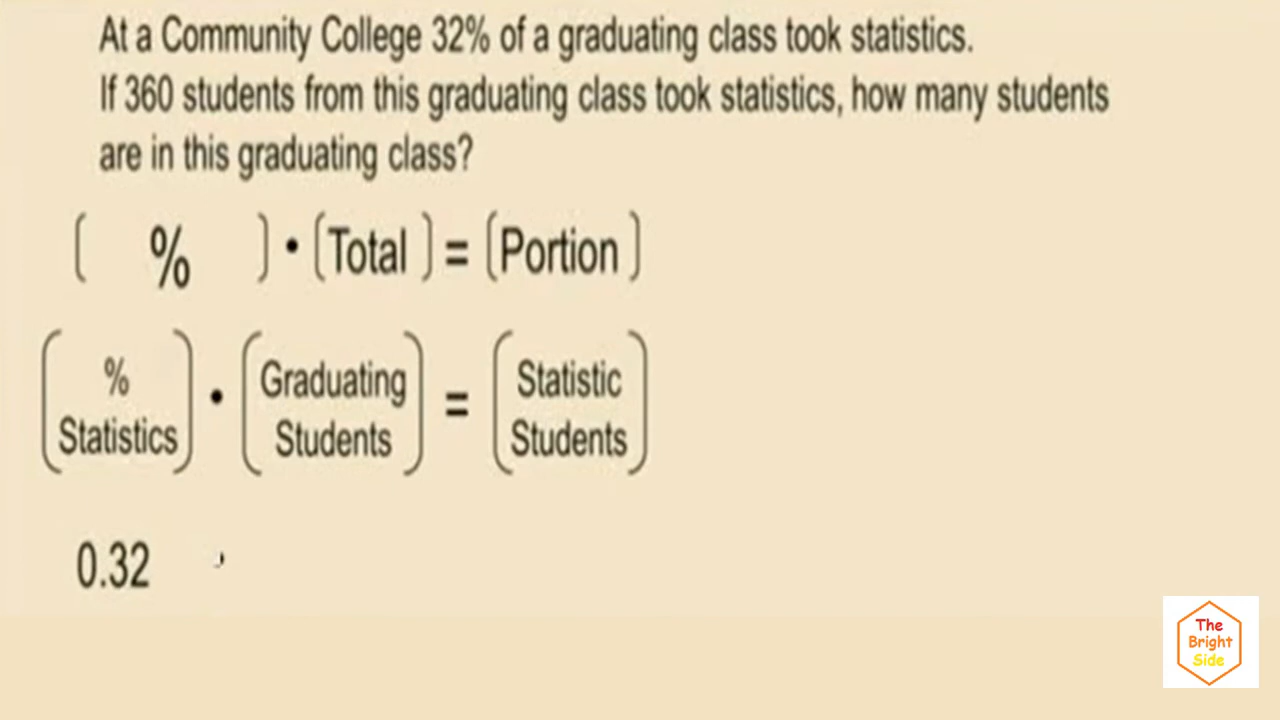 At a Community College 32% of a graduating class took statistics.
If 360 students from this graduating class took statistics, how many students
are in this graduating class?
( % ) • (Total) = (Portion)
(% Statistics) • (Graduating Students) = (Statistic Students)
0.32
The
Bright
Side